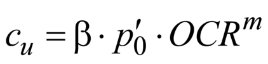 c_u = β · p′_0 · OCR^m